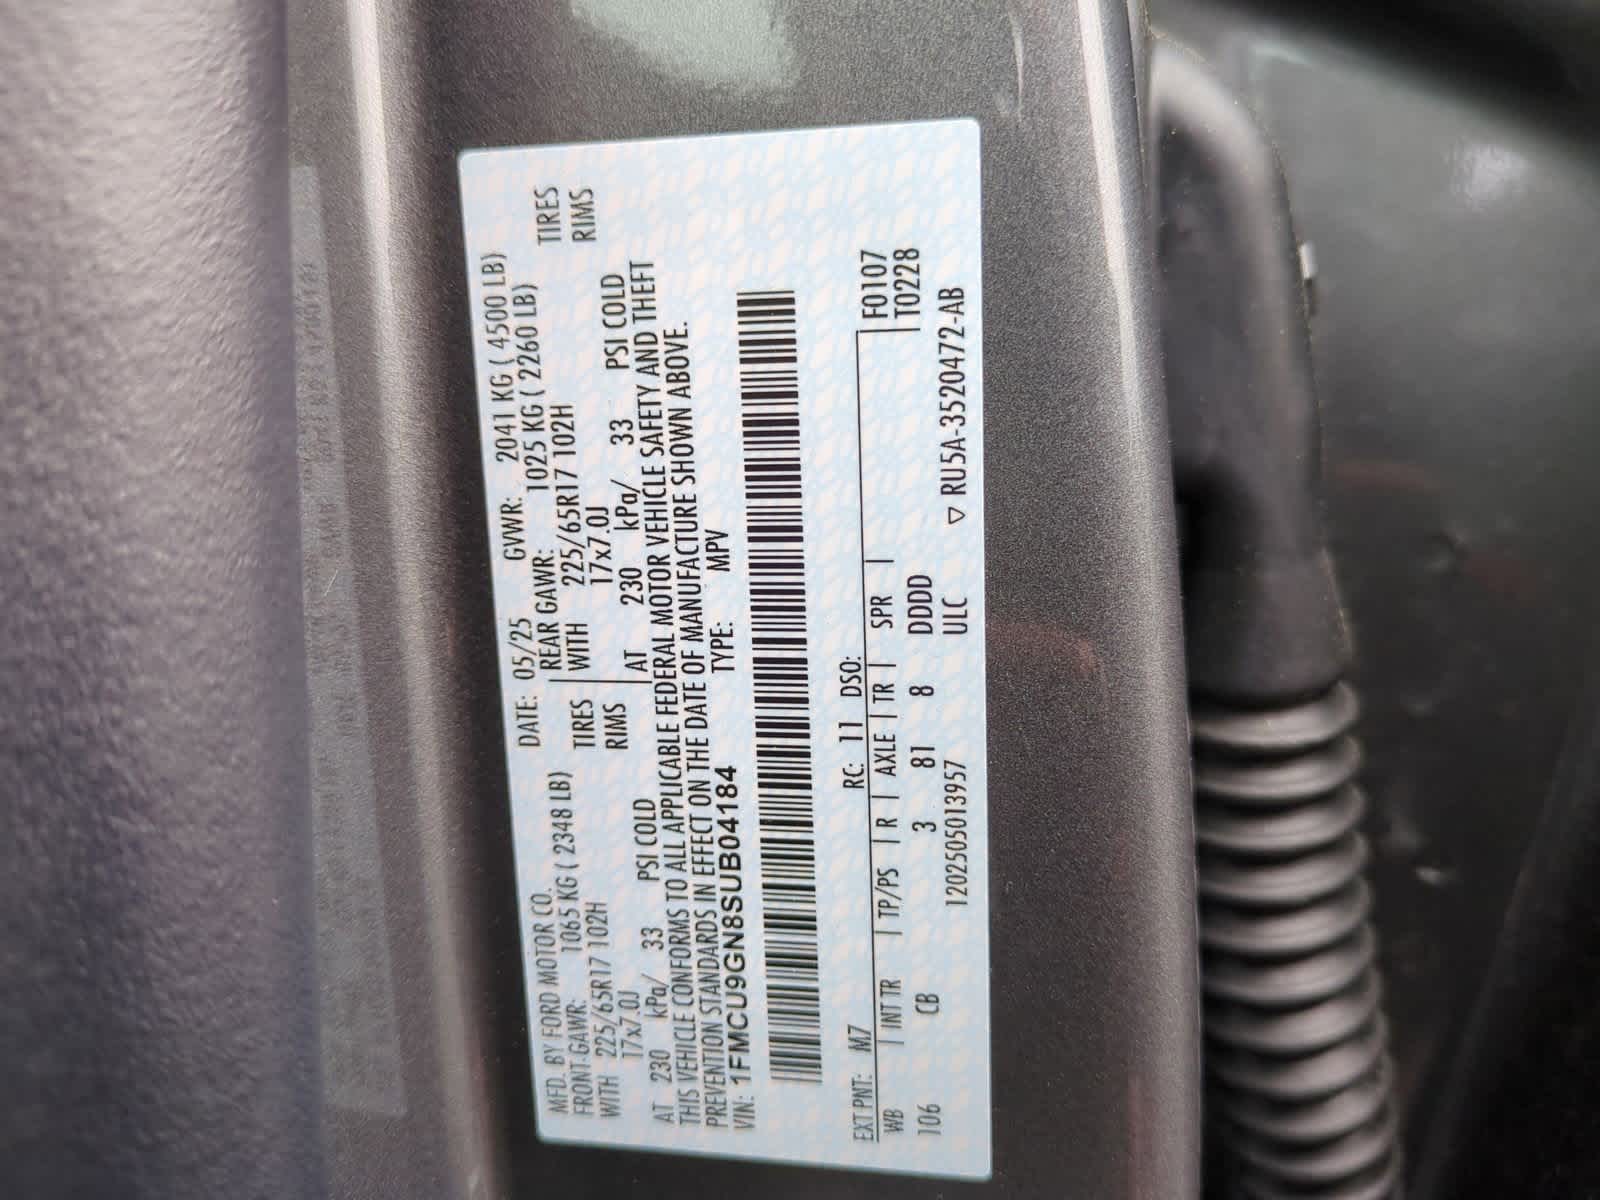 MFD. BY FORD MOTOR CO. DATE: 05/25 GVWR: 2041 KG ( 4500 LB)
FRONT GAWR: 1065 KG ( 2348 LB) REAR GAWR: 1025 KG ( 2260 LB)
WITH 225/65R17 102H TIRES WITH 225/65R17 102H TIRES
17x7.0J RIMS 17x7.0J RIMS
AT 230 kPa/ 33 PSI COLD AT 230 kPa/ 33 PSI COLD
THIS VEHICLE CONFORMS TO ALL APPLICABLE FEDERAL MOTOR VEHICLE SAFETY AND THEFT
PREVENTION STANDARDS IN EFFECT ON THE DATE OF MANUFACTURE SHOWN ABOVE.
VIN: 1FMCU9GN8SUB04184 TYPE: MPV
EXT PNT: M7 RC: 11 DSO: F0107
WB | INT TR | TP/PS | R | AXLE | TR | SPR | T0228
106 CB 3 81 8 DDDD
120250501​3957 ULC ▽ RU5A-3520472-AB